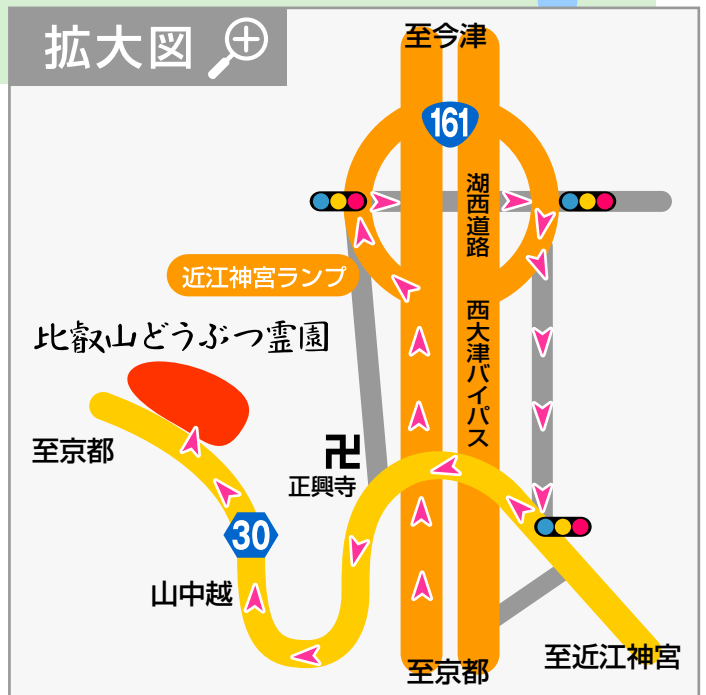 拡大図
至今津
161
湖西道路
近江神宮ランプ
西大津バイパス
比叡山どうぶつ霊園
至京都
卍
正興寺
30
山中越
至近江神宮
至京都